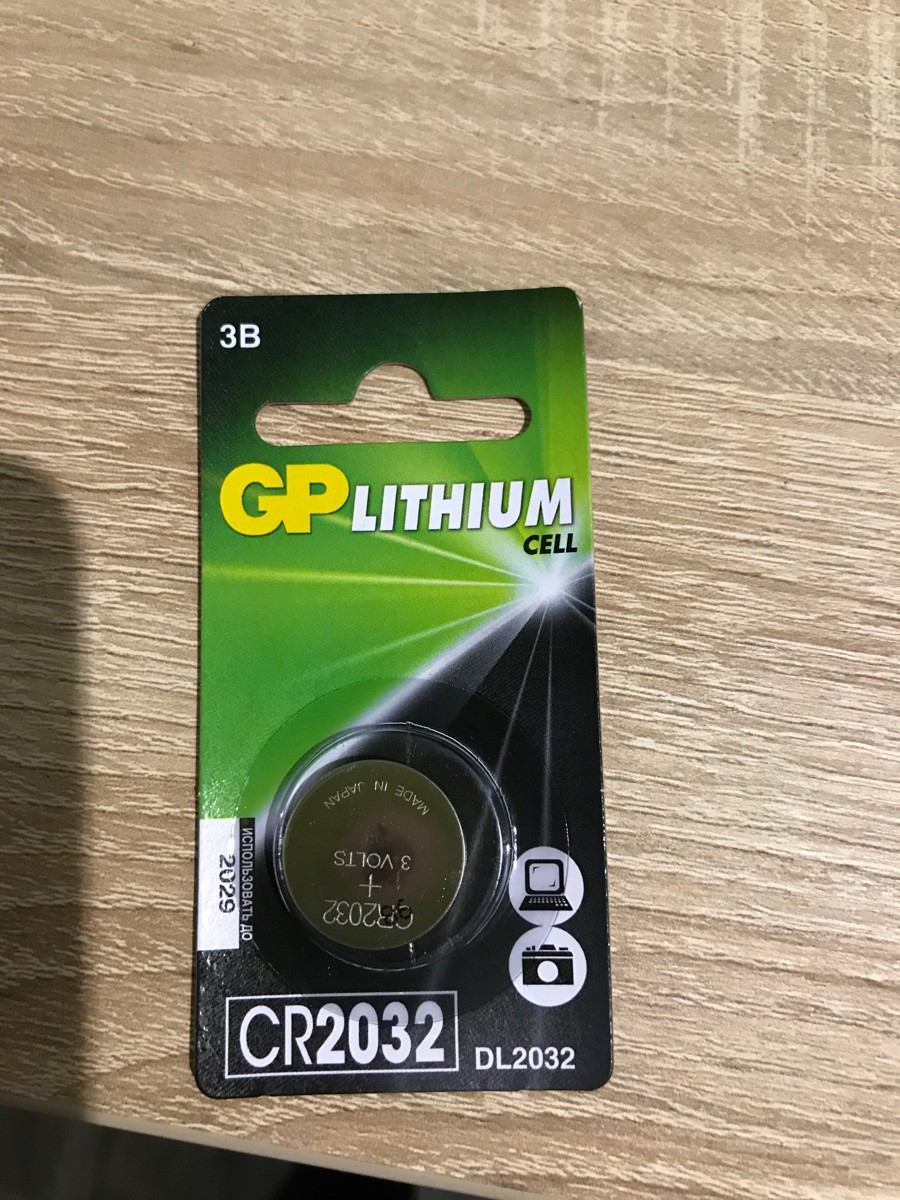 3В
GP LITHIUM
CELL
MADE IN JAPAN
3 VOLTS
+
CR2032
ИСПОЛЬЗОВАТЬ ДО
2029
CR2032
DL2032